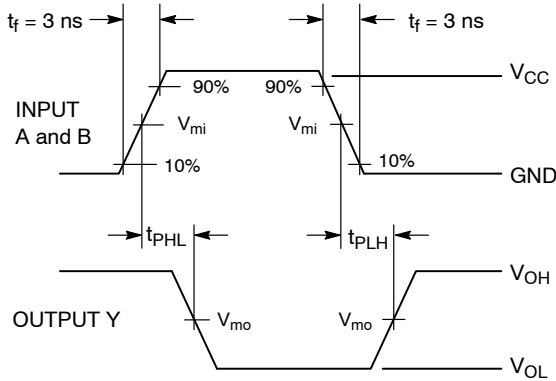 t_f = 3 ns
t_f = 3 ns
90%
90%
V_CC
INPUT
A and B
V_mi
V_mi
10%
10%
GND
t_PHL
t_PLH
V_OH
OUTPUT Y
V_mo
V_mo
V_OL